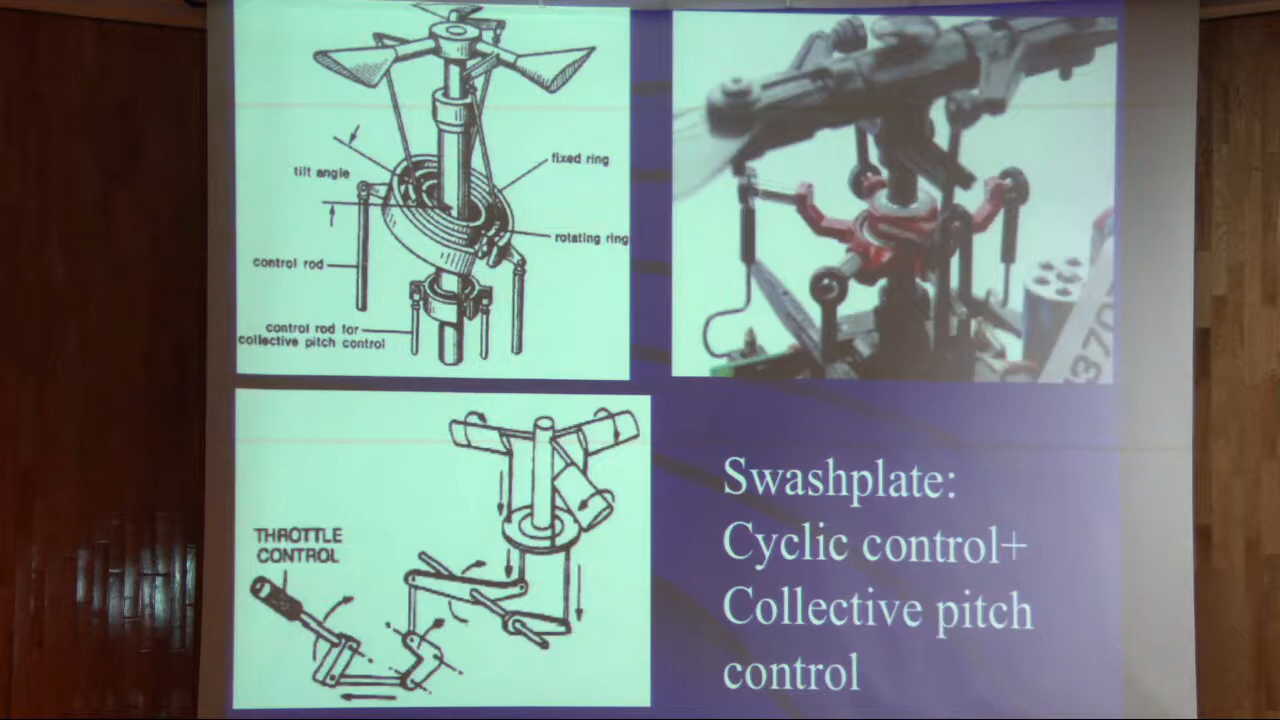 tilt angle
fixed ring
rotating ring
control rod
control rod for
collective pitch control
1370
THROTTLE
CONTROL
Swashplate:
Cyclic control+
Collective pitch
control